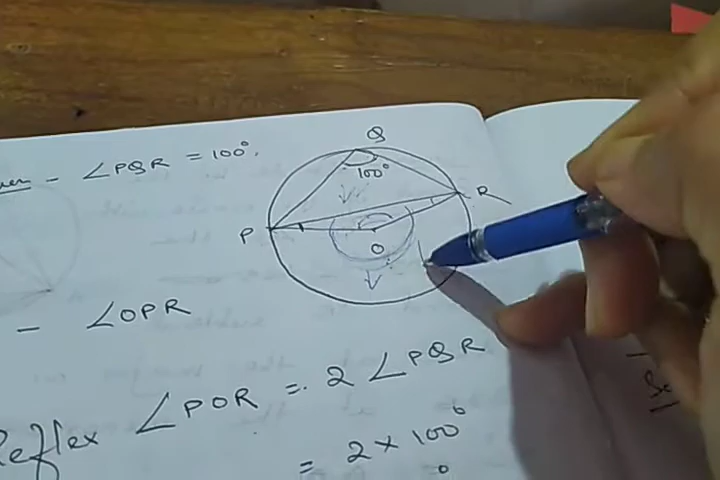 - ∠PQR = 100°.
Q
100°
R
P
O
- ∠OPR
Reflex ∠POR = 2 ∠PQR
= 2 × 100°